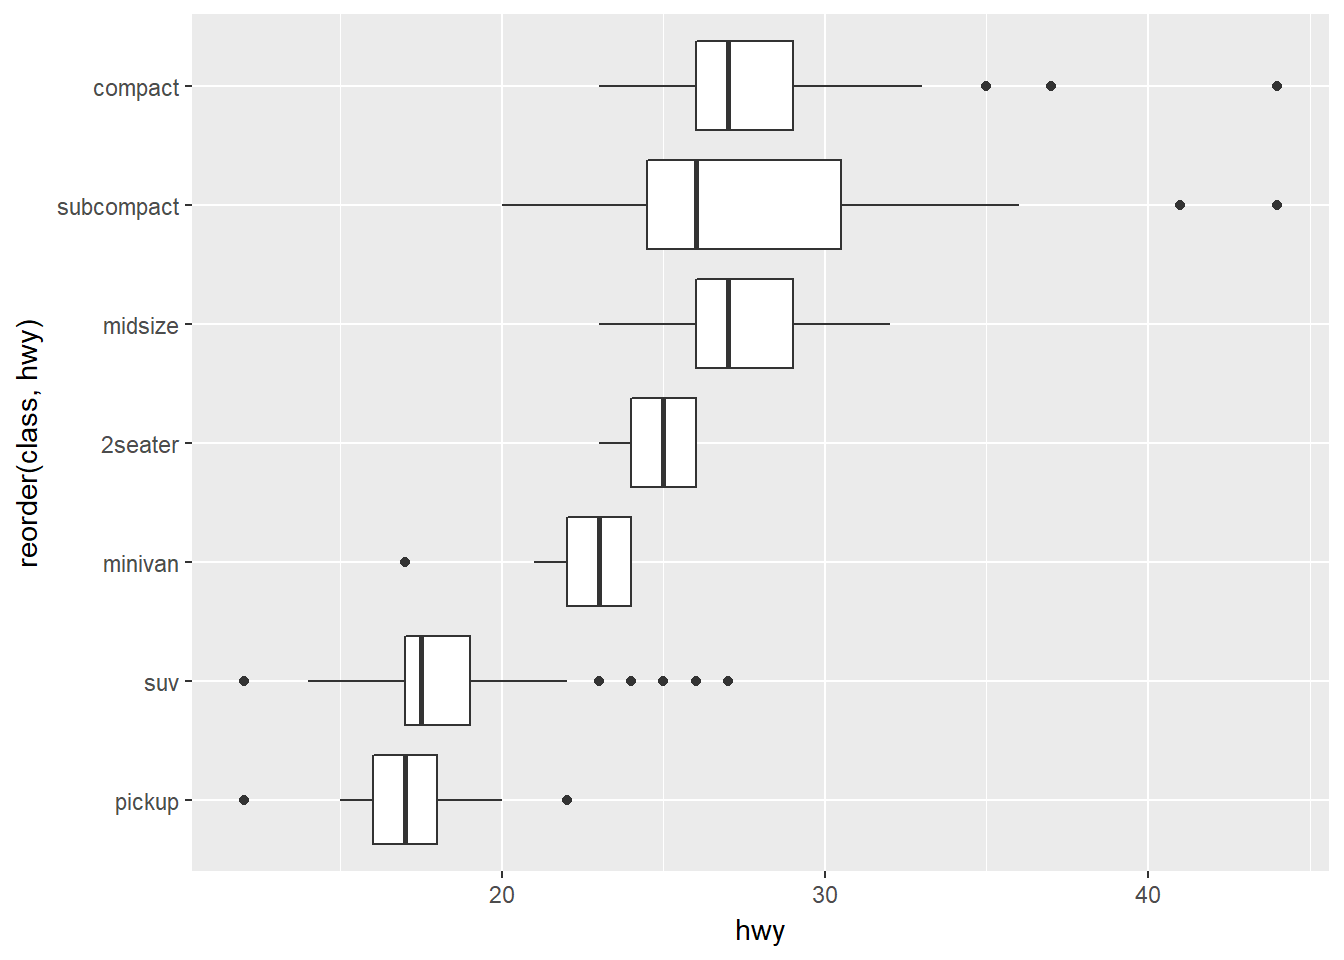 compact
subcompact
midsize
2seater
minivan
suv
pickup
reorder(class, hwy)
20 30 40
hwy